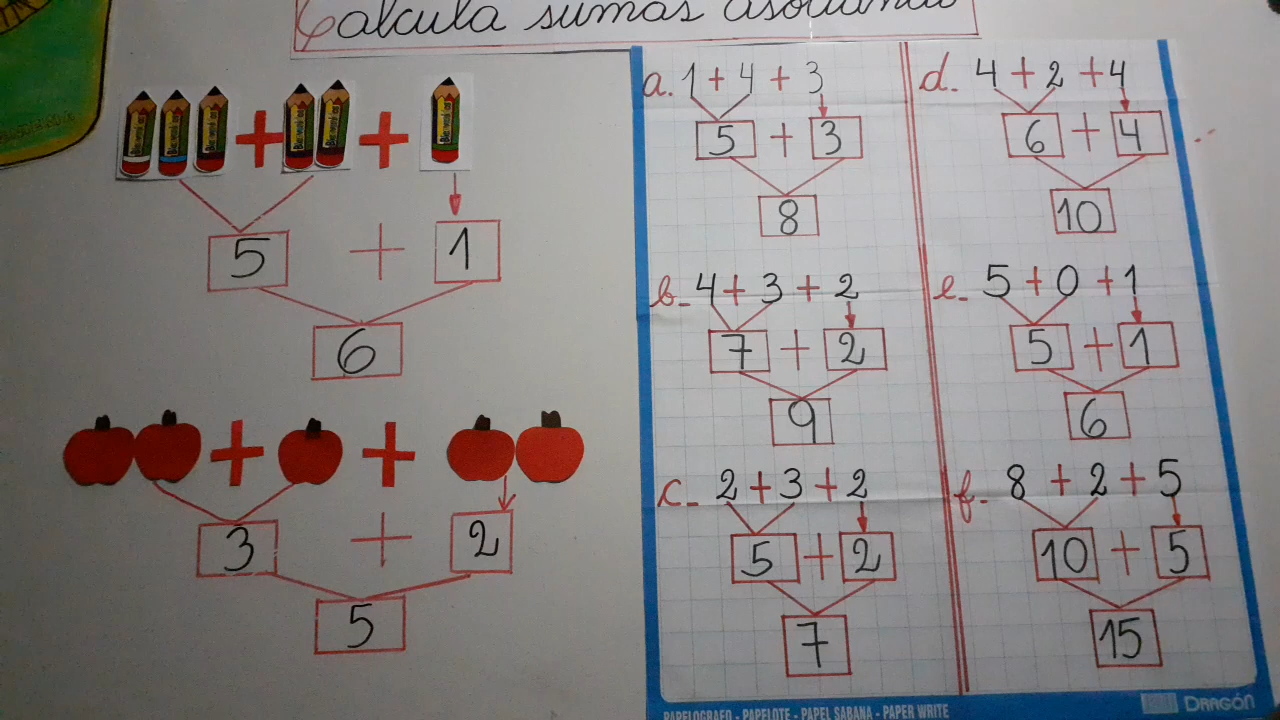 Calcula sumas asociando
5 + 1
6
3 + 2
5
a. 1 + 4 + 3
5 + 3
8
b- 4 + 3 + 2
7 + 2
9
c- 2 + 3 + 2
5 + 2
7
d. 4 + 2 + 4
6 + 4
10
e- 5 + 0 + 1
5 + 1
6
f- 8 + 2 + 5
10 + 5
15
PAPELOGRAFO - PAPELOTE - PAPEL SABANA - PAPER WRITE
DRAGÓN